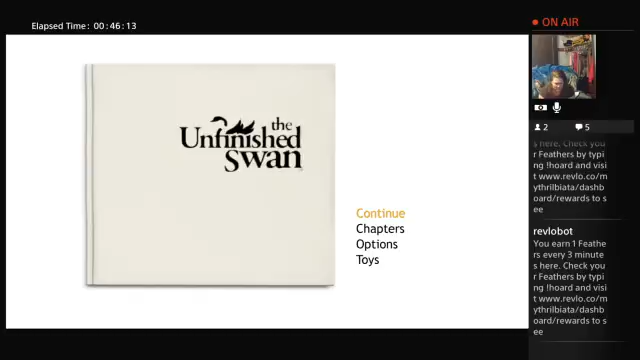 Elapsed Time: 00:46:13
ON AIR
the
Unfinished
swan
Continue
Chapters
Options
Toys
2
5
s here. Check you
r Feathers by typi
ng !hoard and visi
t www.revlo.co/m
ythrilbiata/dashb
oard/rewards to s
ee
revlobot
You earn 1 Feathe
rs every 3 minute
s here. Check you
r Feathers by typi
ng !hoard and visi
t www.revlo.co/m
ythrilbiata/dashb
oard/rewards to s
ee